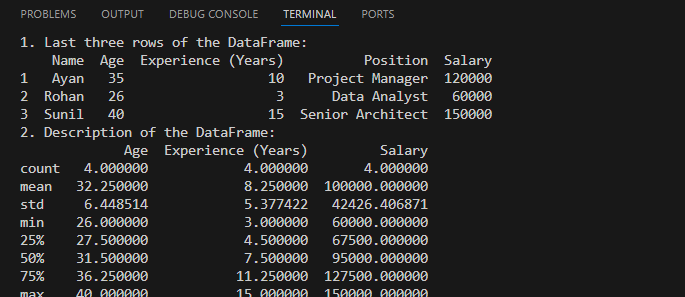 PROBLEMS OUTPUT DEBUG CONSOLE TERMINAL PORTS
1. Last three rows of the DataFrame:
    Name  Age  Experience (Years)          Position  Salary
1   Ayan   35                  10   Project Manager  120000
2  Rohan   26                   3      Data Analyst   60000
3  Sunil   40                  15  Senior Architect  150000
2. Description of the DataFrame:
             Age  Experience (Years)         Salary
count   4.000000            4.000000       4.000000
mean   32.250000            8.250000  100000.000000
std     6.448514            5.377422   42426.406871
min    26.000000            3.000000   60000.000000
25%    27.500000            4.500000   67500.000000
50%    31.500000            7.500000   95000.000000
75%    36.250000           11.250000  127500.000000
max    40.000000           15.000000  150000.000000